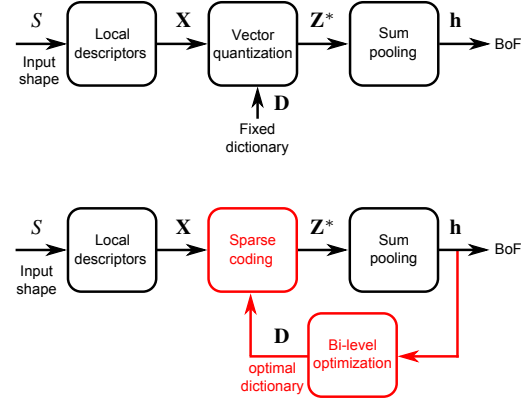 S X Z* h
Input shape
Local descriptors
Vector quantization
Sum pooling
BoF
D
Fixed dictionary
S X Z* h
Input shape
Local descriptors
Sparse coding
Sum pooling
BoF
D
optimal dictionary
Bi-level optimization